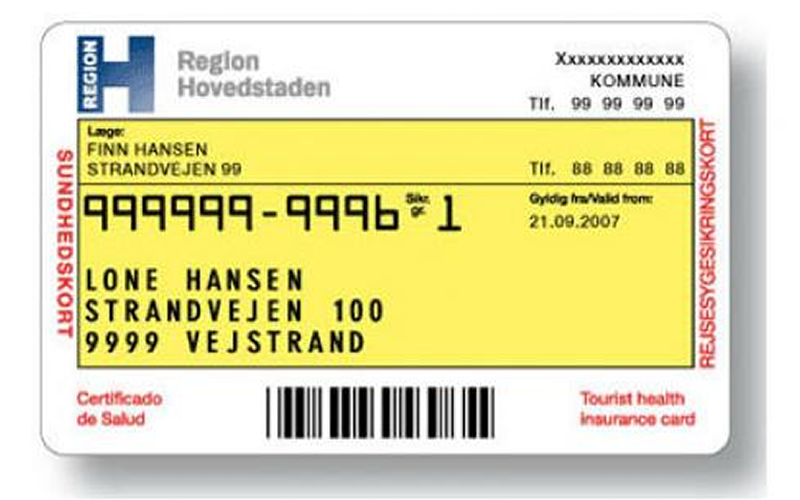 REGION
Region
Hovedstaden
Xxxxxxxxxxxxx
KOMMUNE
Tlf. 99 99 99 99
SUNDHEDSKORT
Læge:
FINN HANSEN
STRANDVEJEN 99
Tlf. 88 88 88 88
999999-9996 Sikr. gr. 1
Gyldig fra/Valid from:
21.09.2007
LONE HANSEN
STRANDVEJEN 100
9999 VEJSTRAND
REJSESYGESIKRINGSKORT
Certificado
de Salud
Tourist health
insurance card